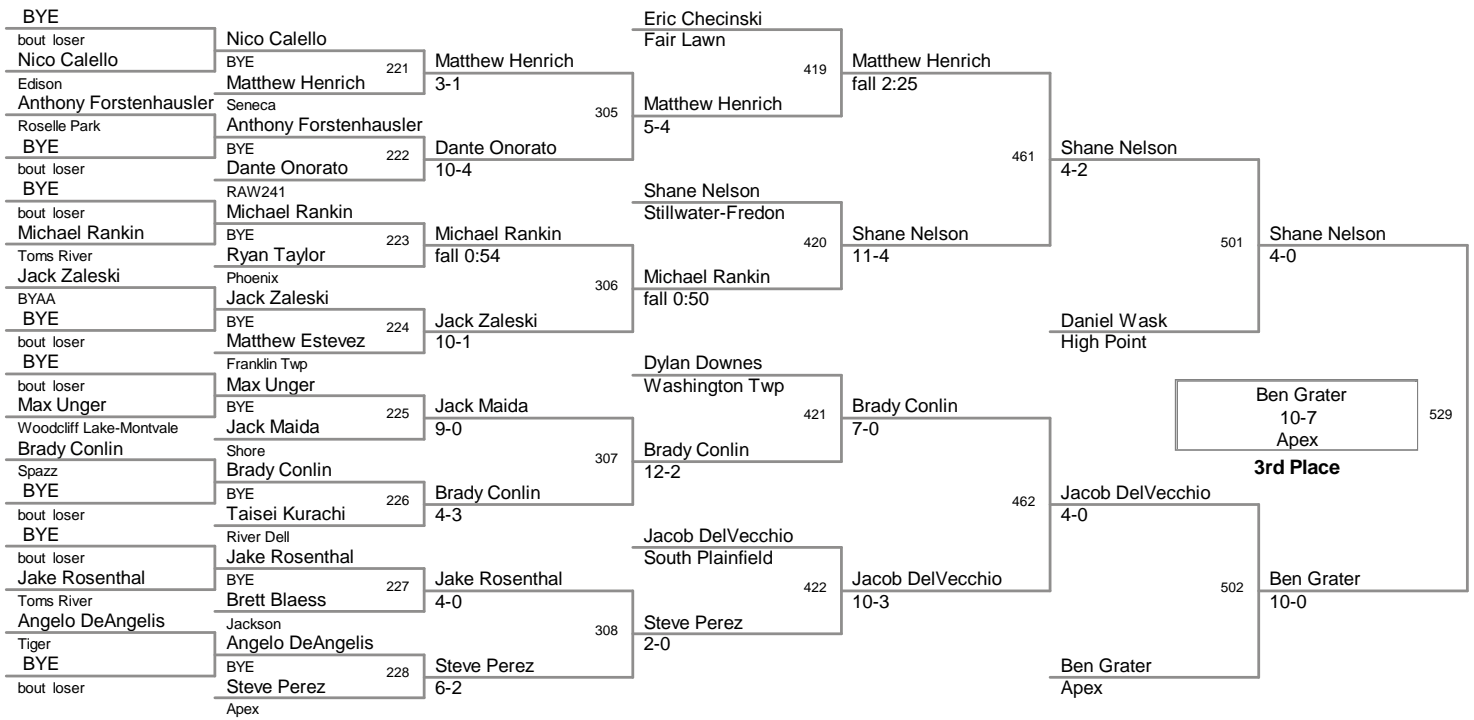 BYE
bout loser
Nico Calello
Edison
Anthony Forstenhausler
Roselle Park
BYE
bout loser
BYE
bout loser
Michael Rankin
Toms River
Jack Zaleski
BYAA
BYE
bout loser
BYE
bout loser
Max Unger
Woodcliff Lake-Montvale
Brady Conlin
Spazz
BYE
bout loser
BYE
bout loser
Jake Rosenthal
Toms River
Angelo DeAngelis
Tiger
BYE
bout loser
Nico Calello
BYE
221
Matthew Henrich
Seneca
Anthony Forstenhausler
BYE
222
Dante Onorato
RAW241
Michael Rankin
BYE
223
Ryan Taylor
Phoenix
Jack Zaleski
BYE
224
Matthew Estevez
Franklin Twp
Max Unger
BYE
225
Jack Maida
Shore
Brady Conlin
BYE
226
Taisei Kurachi
River Dell
Jake Rosenthal
BYE
227
Brett Blaess
Jackson
Angelo DeAngelis
BYE
228
Steve Perez
Apex
Matthew Henrich
3-1
305
Dante Onorato
10-4
Michael Rankin
fall 0:54
306
Jack Zaleski
10-1
Jack Maida
9-0
307
Brady Conlin
4-3
Jake Rosenthal
4-0
308
Steve Perez
6-2
Eric Checinski
Fair Lawn
419
Matthew Henrich
5-4
Shane Nelson
Stillwater-Fredon
420
Michael Rankin
fall 0:50
Dylan Downes
Washington Twp
421
Brady Conlin
12-2
Jacob DelVecchio
South Plainfield
422
Steve Perez
2-0
Matthew Henrich
fall 2:25
461
Shane Nelson
11-4
Brady Conlin
7-0
462
Jacob DelVecchio
10-3
Shane Nelson
4-2
501
Daniel Wask
High Point
Jacob DelVecchio
4-0
502
Ben Grater
Apex
Shane Nelson
4-0
Ben Grater
10-7
Apex
529
3rd Place
Ben Grater
10-0